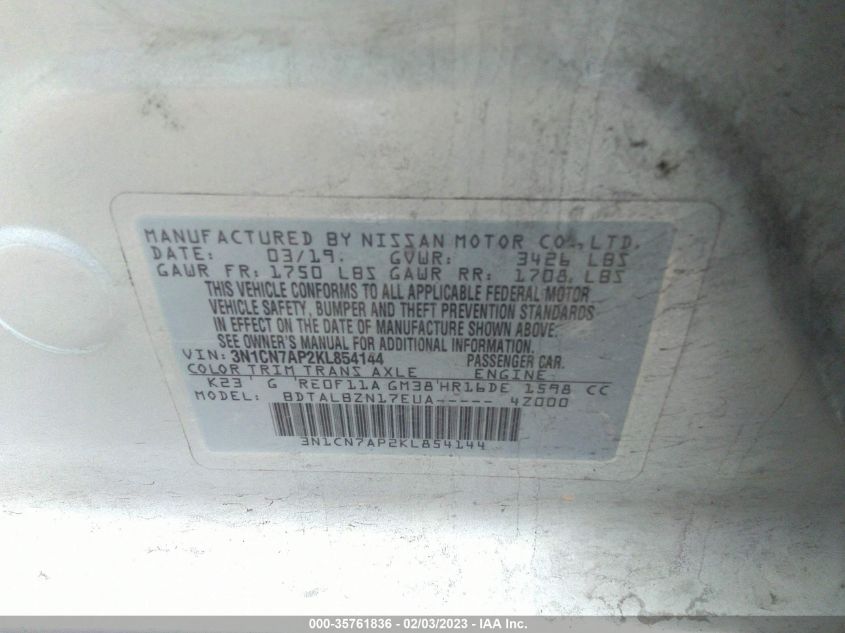 MANUFACTURED BY NISSAN MOTOR CO., LTD.
DATE: 03/19. GVWR: 3426 LBS
GAWR FR: 1750 LBS GAWR RR: 1708 LBS
THIS VEHICLE CONFORMS TO ALL APPLICABLE FEDERAL MOTOR
VEHICLE SAFETY, BUMPER AND THEFT PREVENTION STANDARDS
IN EFFECT ON THE DATE OF MANUFACTURE SHOWN ABOVE.
SEE OWNER'S MANUAL FOR ADDITIONAL INFORMATION.
VIN: 3N1CN7AP2KL854144 PASSENGER CAR.
COLOR TRIM TRANS AXLE ENGINE
K23 G RE0F11A GM38 HR16DE 1598 CC
MODEL: BDTALBZN17EUA----- 4Z000
3N1CN7AP2KL854144
000-35761836 - 02/03/2023 - IAA Inc.